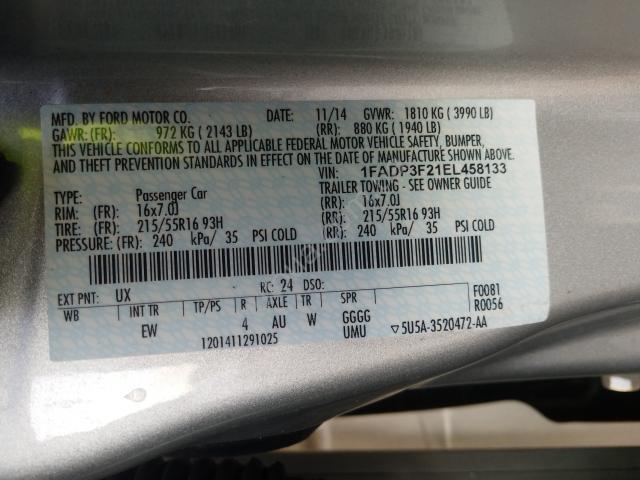 MFD. BY FORD MOTOR CO. DATE: 11/14 GVWR: 1810 KG ( 3990 LB)
GAWR: (FR): 972 KG ( 2143 LB) (RR): 880 KG ( 1940 LB)
THIS VEHICLE CONFORMS TO ALL APPLICABLE FEDERAL MOTOR VEHICLE SAFETY, BUMPER,
AND THEFT PREVENTION STANDARDS IN EFFECT ON THE DATE OF MANUFACTURE SHOWN ABOVE.
VIN: 1FADP3F21EL458133
TYPE: Passenger Car TRAILER TOWING - SEE OWNER GUIDE
RIM: (FR): 16x7.0J (RR): 16x7.0J
TIRE: (FR): 215/55R16 93H (RR): 215/55R16 93H
PRESSURE: (FR): 240 kPa/ 35 PSI COLD (RR): 240 kPa/ 35 PSI COLD
EXT PNT: UX RC: 24 DSO: F0081
WB INT TR TP/PS R AXLE TR SPR R0056
EW 4 AU W GGGG
1201411291025 UMU ▽5U5A-3520472-AA